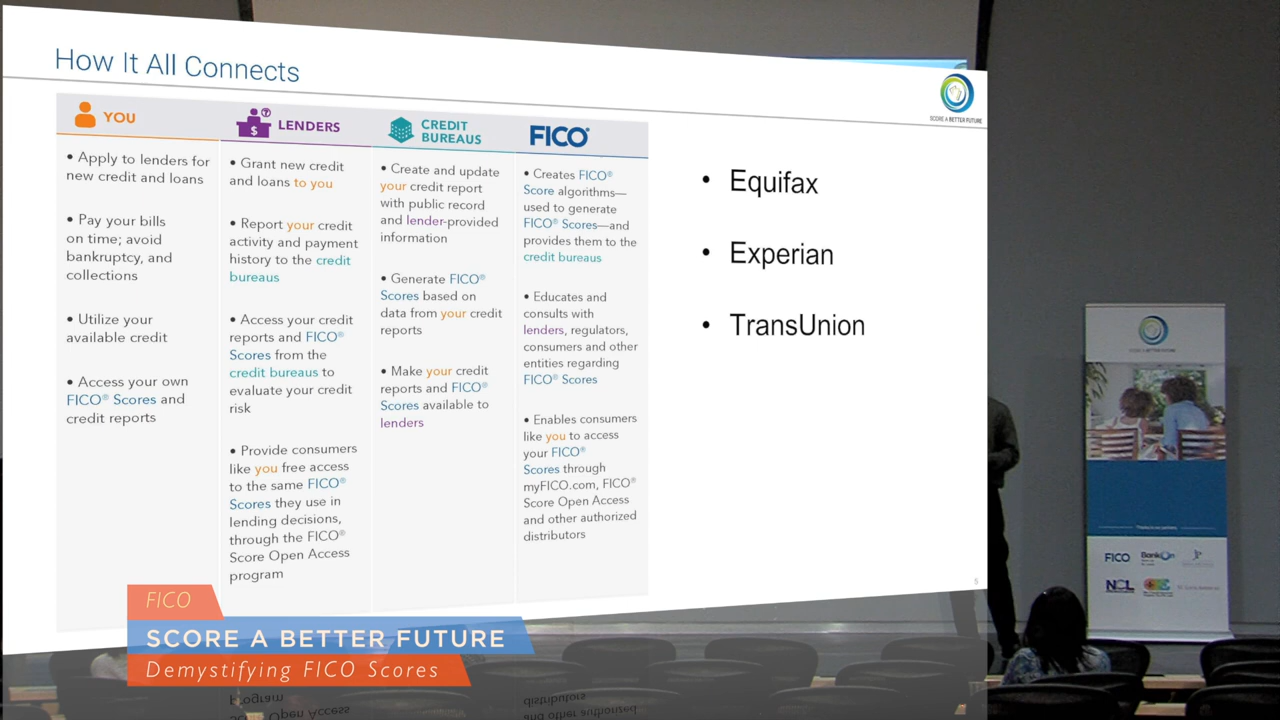 How It All Connects
SCORE A BETTER FUTURE
YOU
• Apply to lenders for
new credit and loans
• Pay your bills
on time; avoid
bankruptcy, and
collections
• Utilize your
available credit
• Access your own
FICO® Scores and
credit reports
LENDERS
• Grant new credit
and loans to you
• Report your credit
activity and payment
history to the credit
bureaus
• Access your credit
reports and FICO®
Scores from the
credit bureaus to
evaluate your credit
risk
• Provide consumers
like you free access
to the same FICO®
Scores they use in
lending decisions,
through the FICO®
Score Open Access
program
CREDIT
BUREAUS
• Create and update
your credit report
with public record
and lender-provided
information
• Generate FICO®
Scores based on
data from your credit
reports
• Make your credit
reports and FICO®
Scores available to
lenders
FICO®
• Creates FICO®
Score algorithms—
used to generate
FICO® Scores—and
provides them to the
credit bureaus
• Educates and
consults with
lenders, regulators,
consumers and other
entities regarding
FICO® Scores
• Enables consumers
like you to access
your FICO®
Scores through
myFICO.com, FICO®
Score Open Access
and other authorized
distributors
• Equifax
• Experian
• TransUnion
5
FICO
SCORE A BETTER FUTURE
Demystifying FICO Scores
FICO
BankOn
NCL